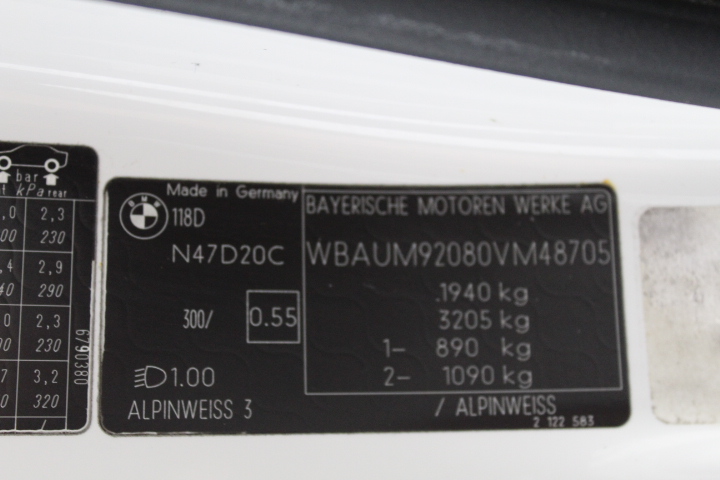 bar
kPa rear
2,3
230
2,9
290
2,3
230
3,2
320
6790380
BMW
Made in Germany
118D
N47D20C
300/ 0.55
1.00
ALPINWEISS 3
BAYERISCHE MOTOREN WERKE AG
WBAUM92080VM48705
1940 kg
3205 kg
1- 890 kg
2- 1090 kg
/ ALPINWEISS
2 122 583